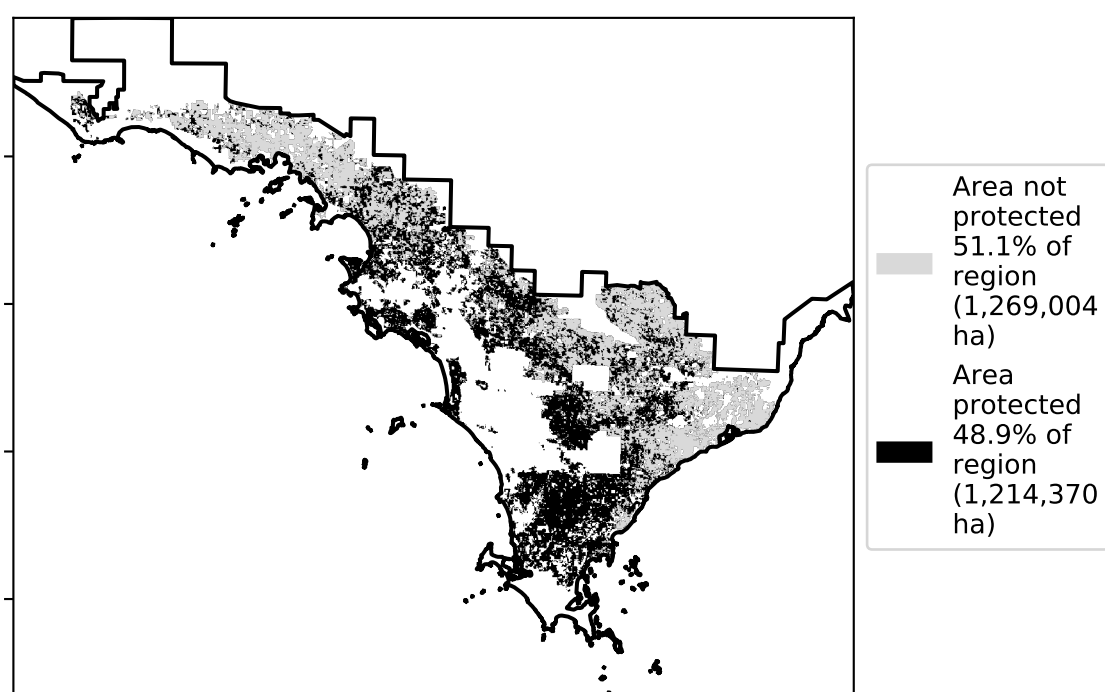 Area not
protected
51.1% of
region
(1,269,004
ha)
Area
protected
48.9% of
region
(1,214,370
ha)